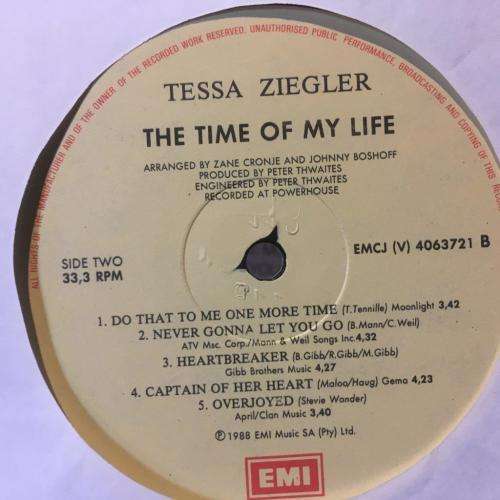 ALL RIGHTS OF THE MANUFACTURER AND OF THE OWNER OF THE RECORDED WORK RESERVED. UNAUTHORISED PUBLIC PERFORMANCE, BROADCASTING AND COPYING OF THIS
TESSA ZIEGLER
THE TIME OF MY LIFE
ARRANGED BY ZANE CRONJE AND JOHNNY BOSHOFF
PRODUCED BY PETER THWAITES
ENGINEERED BY PETER THWAITES
RECORDED AT POWERHOUSE
SIDE TWO
33,3 RPM
EMCJ (V) 4063721 B
1. DO THAT TO ME ONE MORE TIME (T.Tennille) Moonlight 3,42
2. NEVER GONNA LET YOU GO (B.Mann/C.Weil)
ATV Msc. Corp./Mann & Weil Songs Inc.4,32
3. HEARTBREAKER (B.Gibb/R.Gibb/M.Gibb)
Gibb Brothers Music 4,27
4. CAPTAIN OF HER HEART (Maloo/Haug) Gema 4,23
5. OVERJOYED (Stevie Wonder)
April/Clan Music 3,40
℗1988 EMI Music SA (Pty) Ltd.
EMI